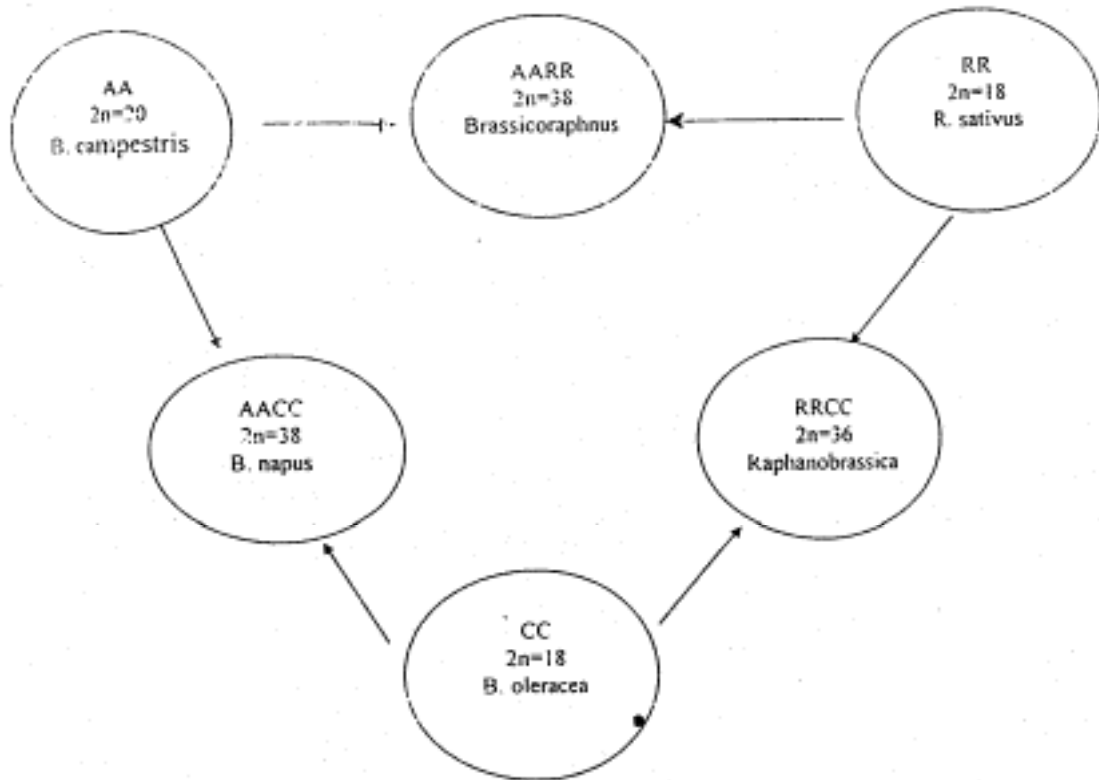 AA
2n=20
B. campestris
AARR
2n=38
Brassicoraphnus
RR
2n=18
R. sativus
AACC
2n=38
B. napus
RRCC
2n=36
Raphanobrassica
CC
2n=18
B. oleracea